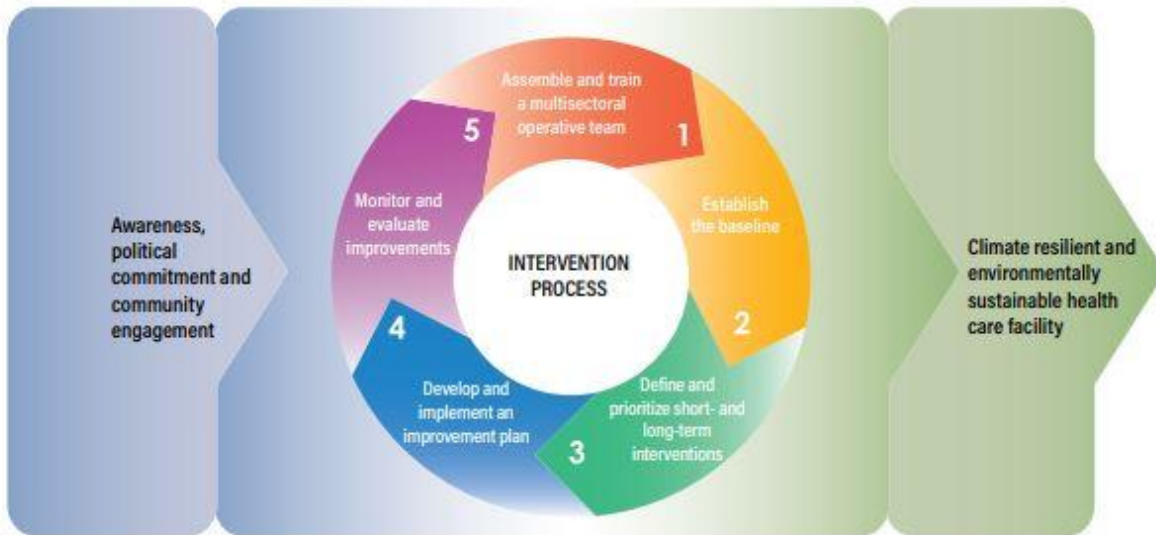 Awareness,
political
commitment and
community
engagement
INTERVENTION
PROCESS
Assemble and train
a multisectoral
operative team
1
Establish
the baseline
2
Define and
prioritize short- and
long-term
interventions
3
Develop and
implement an
improvement plan
4
Monitor and
evaluate
improvements
5
Climate resilient and
environmentally
sustainable health
care facility